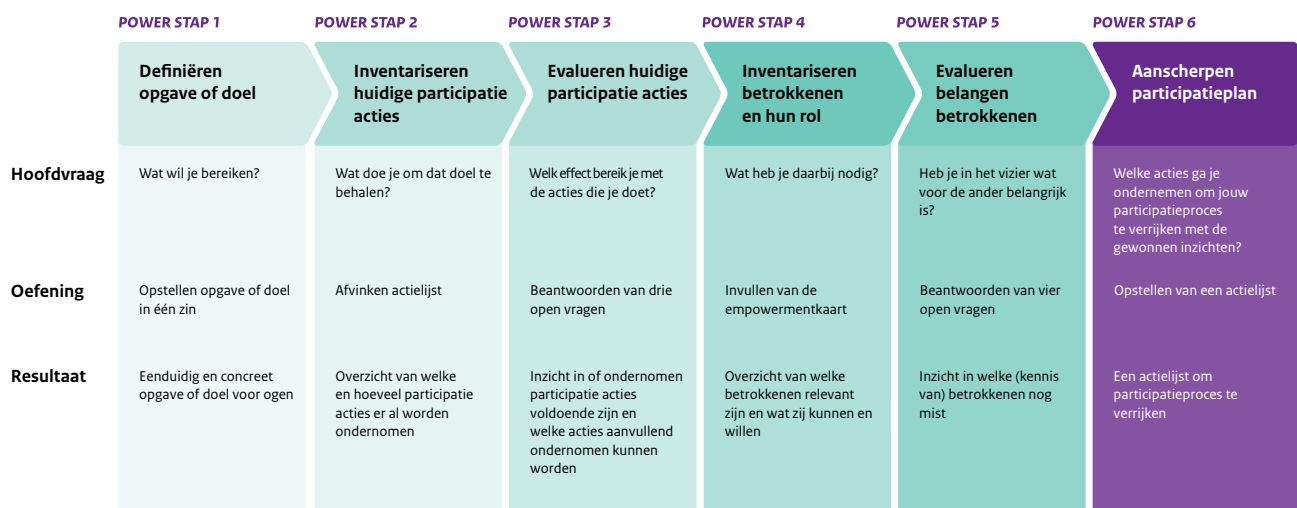 POWER STAP 1
POWER STAP 2
POWER STAP 3
POWER STAP 4
POWER STAP 5
POWER STAP 6
Definiëren
opgave of doel
Inventariseren
huidige participatie
acties
Evalueren huidige
participatie acties
Inventariseren
betrokkenen
en hun rol
Evalueren
belangen
betrokkenen
Aanscherpen
participatieplan
Hoofdvraag
Wat wil je bereiken?
Wat doe je om dat doel te
behalen?
Welk effect bereik je met
de acties die je doet?
Wat heb je daarbij nodig?
Heb je in het vizier wat
voor de ander belangrijk
is?
Welke acties ga je
ondernemen om jouw
participatieproces
te verrijken met de
gewonnen inzichten?
Oefening
Opstellen opgave of doel
in één zin
Afvinken actielijst
Beantwoorden van drie
open vragen
Invullen van de
empowermentkaart
Beantwoorden van vier
open vragen
Opstellen van een actielijst
Resultaat
Eenduidig en concreet
opgave of doel voor ogen
Overzicht van welke
en hoeveel participatie
acties er al worden
ondernomen
Inzicht in of ondernomen
participatie acties
voldoende zijn en
welke acties aanvullend
ondernomen kunnen
worden
Overzicht van welke
betrokkenen relevant
zijn en wat zij kunnen en
willen
Inzicht in welke (kennis
van) betrokkenen nog
mist
Een actielijst om
participatieproces te
verrijken